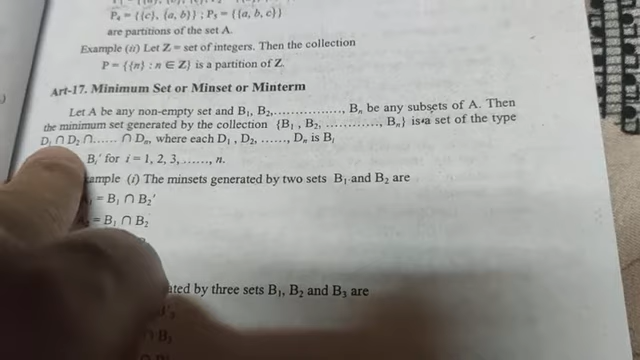 P₄ = {{c}, {a, b}} ; P₅ = {{a, b, c}}
are partitions of the set A.
Example (ii) Let Z = set of integers. Then the collection
P = {{n} : n ∈ Z} is a partition of Z.
Art-17. Minimum Set or Minset or Minterm
Let A be any non-empty set and B₁, B₂,................, Bₙ be any subsets of A. Then
the minimum set generated by the collection {B₁ , B₂, ............, Bₙ} is a set of the type
D₁ ∩ D₂ ∩...... ∩ Dₙ, where each D₁ , D₂, ......, Dₙ is Bᵢ
Bᵢ' for i = 1, 2, 3, ......, n.
(i) The minsets generated by two sets B₁ and B₂ are
= B₁ ∩ B₂'
= B₁ ∩ B₂
by three sets B₁, B₂ and B₃ are
∩ B₃